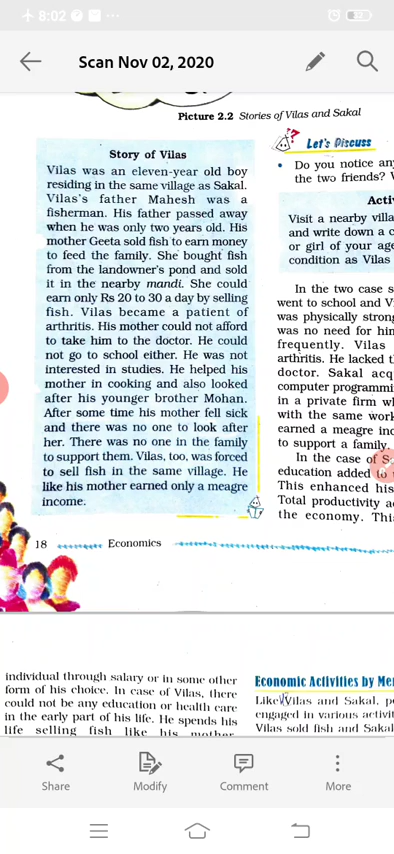 8:02
Scan Nov 02, 2020
Picture 2.2 Stories of Vilas and Sakal
Story of Vilas
Vilas was an eleven-year old boy
residing in the same village as Sakal.
Vilas's father Mahesh was a
fisherman. His father passed away
when he was only two years old. His
mother Geeta sold fish to earn money
to feed the family. She bought fish
from the landowner's pond and sold
it in the nearby mandi. She could
earn only Rs 20 to 30 a day by selling
fish. Vilas became a patient of
arthritis. His mother could not afford
to take him to the doctor. He could
not go to school either. He was not
interested in studies. He helped his
mother in cooking and also looked
after his younger brother Mohan.
After some time his mother fell sick
and there was no one to look after
her. There was no one in the family
to support them. Vilas, too, was forced
to sell fish in the same village. He
like his mother earned only a meagre
income.
Let's Discuss
• Do you notice any
the two friends?
Acti
Visit a nearby villa
and write down a c
or girl of your age
condition as Vilas
In the two case s
went to school and V
was physically strong
was no need for him
frequently. Vilas
arthritis. He lacked t
doctor. Sakal acq
computer programmi
in a private firm w
with the same work
earned a meagre inc
to support a family.
In the case of S
education added to
This enhanced his
Total productivity a
the economy. This
18 Economics
individual through salary or in some other
form of his choice. In case of Vilas, there
could not be any education or health care
in the early part of his life. He spends his
life selling fish like his mother
Economic Activities by Me
Like Vilas and Sakal, p
engaged in various activit
Vilas sold fish and Sakal
Share
Modify
Comment
More